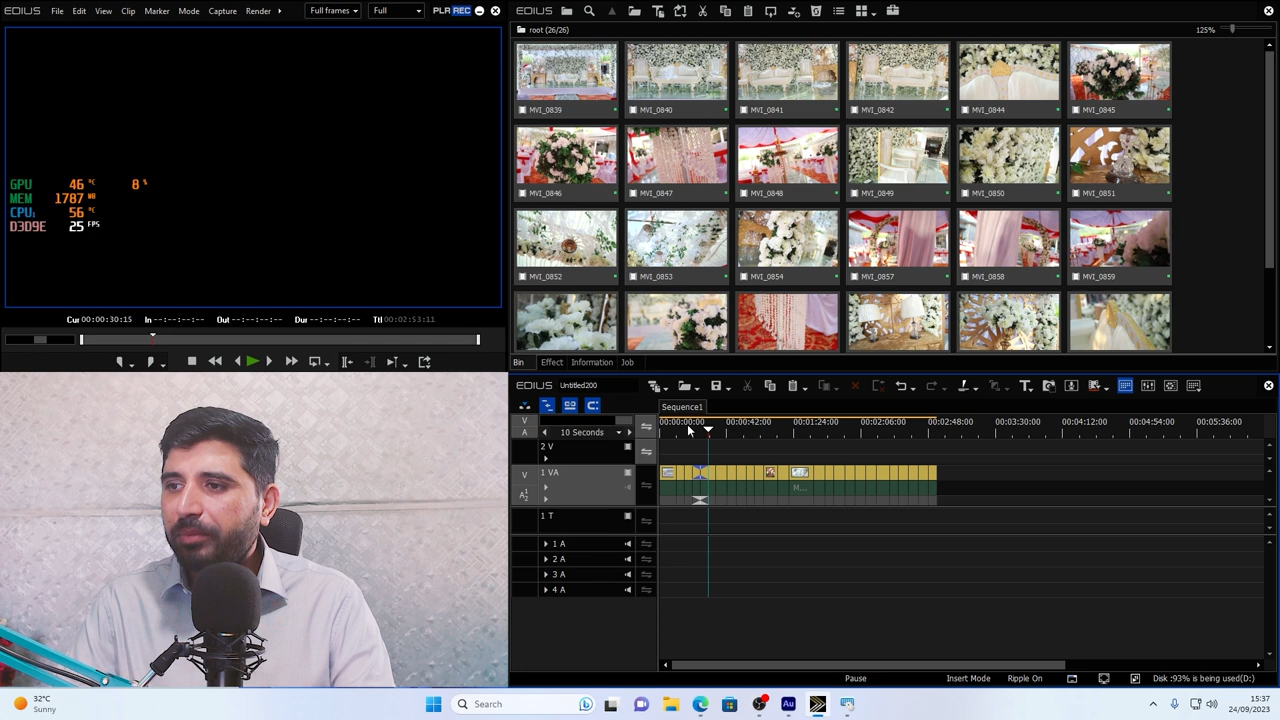 EDIUS File Edit View Clip Marker Mode Capture Render Full frames Full PLR REC
EDIUS
root (26/26) 125%
MVI_0839 MVI_0840 MVI_0841 MVI_0842 MVI_0844 MVI_0845
MVI_0846 MVI_0847 MVI_0848 MVI_0849 MVI_0850 MVI_0851
MVI_0852 MVI_0853 MVI_0854 MVI_0857 MVI_0858 MVI_0859
GPU 46 °C 8 %
MEM 1787 MB
CPU1 56 °C
D3D9E 25 FPS
Cur 00:00:30:15 In --:--:--:-- Out --:--:--:-- Dur --:--:--:-- Ttl 00:02:53:11
Bin Effect Information Job
EDIUS Untitled200
Sequence1
V
A
10 Seconds
00:00:00:00 00:00:42:00 00:01:24:00 00:02:06:00 00:02:48:00 00:03:30:00 00:04:12:00 00:04:54:00 00:05:36:00
2 V
V 1 VA
A 1 2 M...
1 T
1 A
2 A
3 A
4 A
Pause Insert Mode Ripple On Disk :93% is being used(D:)
32°C
Sunny
Search
Au
15:37
24/09/2023